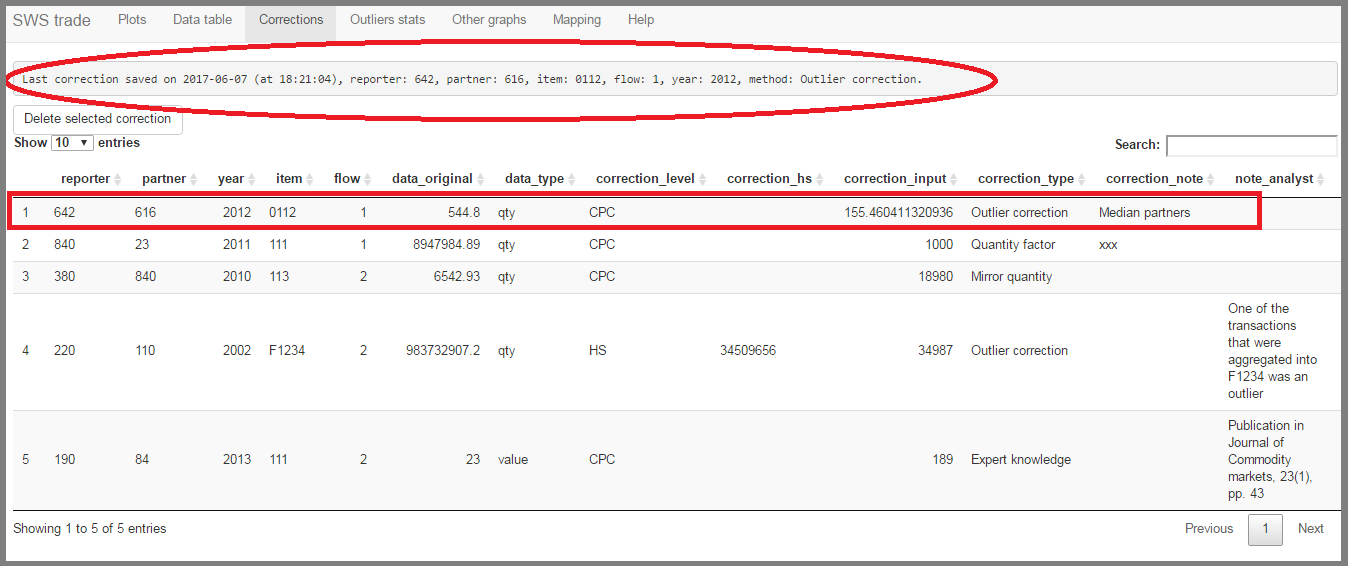 SWS trade Plots Data table Corrections Outliers stats Other graphs Mapping Help
Last correction saved on 2017-06-07 (at 18:21:04), reporter: 642, partner: 616, item: 0112, flow: 1, year: 2012, method: Outlier correction.
Delete selected correction
Show 10 entries Search:
reporter partner year item flow data_original data_type correction_level correction_hs correction_input correction_type correction_note note_analyst
1 642 616 2012 0112 1 544.8 qty CPC 155.460411320936 Outlier correction Median partners
2 840 23 2011 111 1 8947984.89 qty CPC 1000 Quantity factor xxx
3 380 840 2010 113 2 6542.93 qty CPC 18980 Mirror quantity
4 220 110 2002 F1234 2 983732907.2 qty HS 34509656 34987 Outlier correction
One of the
transactions
that were
aggregated into
F1234 was an
outlier
5 190 84 2013 111 2 23 value CPC 189 Expert knowledge
Publication in
Journal of
Commodity
markets, 23(1),
pp. 43
Showing 1 to 5 of 5 entries Previous 1 Next